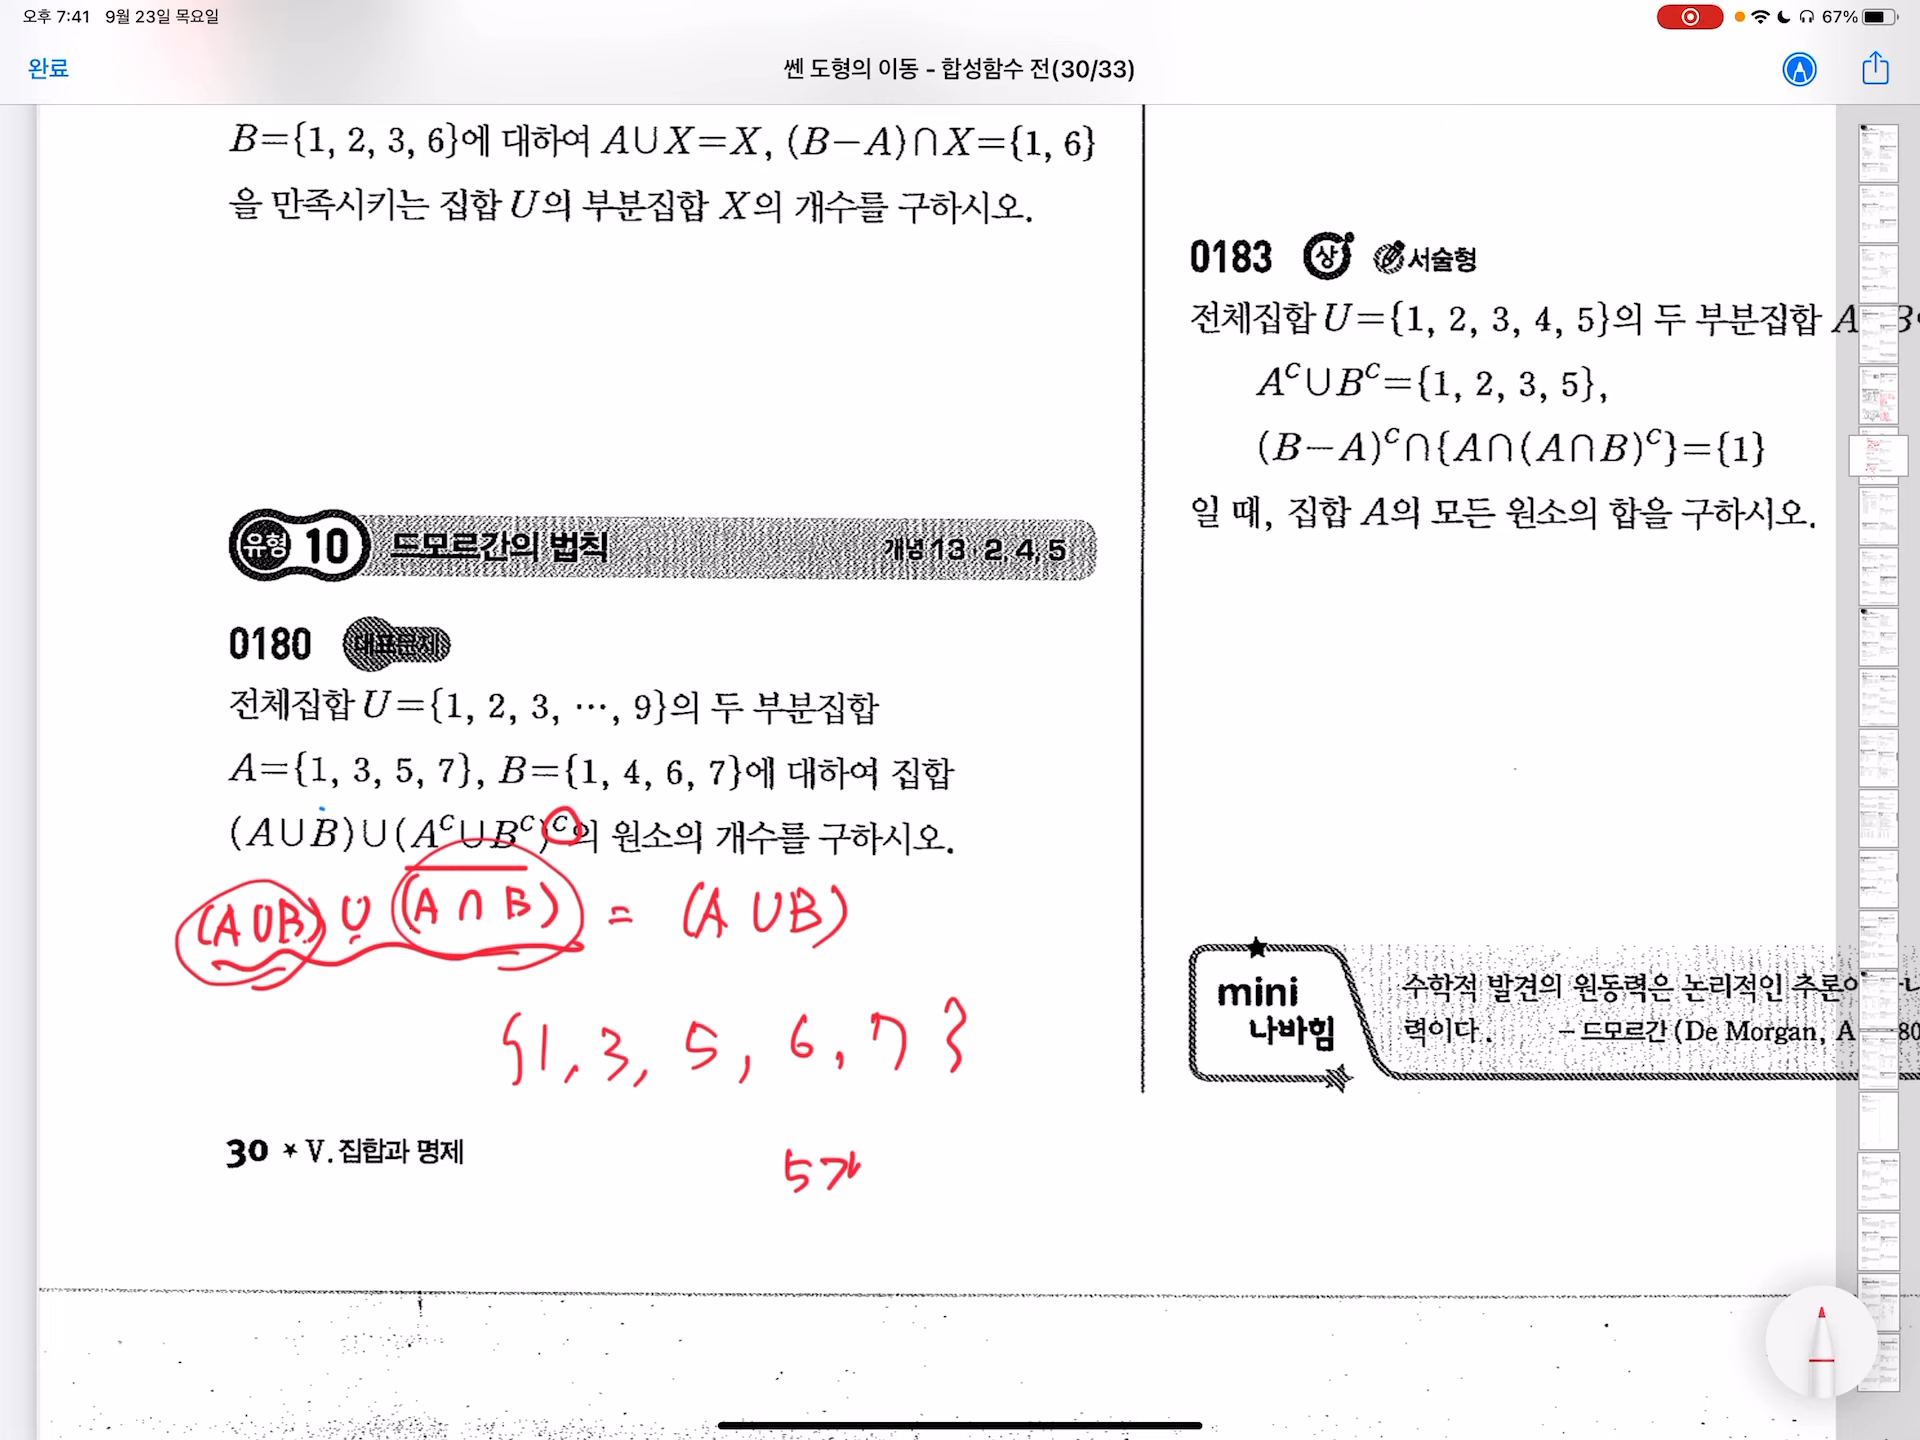 오후 7:41 9월 23일 목요일
67%
완료
쎈 도형의 이동 - 합성함수 전(30/33)
B={1, 2, 3, 6}에 대하여 A∪X=X, (B-A)∩X={1, 6}
을 만족시키는 집합 U의 부분집합 X의 개수를 구하시오.
유형 10 드모르간의 법칙 개념 13 · 2, 4, 5
0180 대표문제
전체집합 U={1, 2, 3, ⋯, 9}의 두 부분집합
A={1, 3, 5, 7}, B={1, 4, 6, 7}에 대하여 집합
(A∪B)∪(Aᶜ∪Bᶜ)ᶜ의 원소의 개수를 구하시오.
(A∪B) ∪ (A∩B) = (A∪B)
{1, 3, 5, 6, 7}
5개
30 * V. 집합과 명제
0183 상 서술형
전체집합 U={1, 2, 3, 4, 5}의 두 부분집합 A B
Aᶜ∪Bᶜ={1, 2, 3, 5},
(B-A)ᶜ∩{A∩(A∩B)ᶜ}={1}
일 때, 집합 A의 모든 원소의 합을 구하시오.
mini
나바힘
수학적 발견의 원동력은 논리적인 추론이
력이다. - 드모르간(De Morgan, A 80